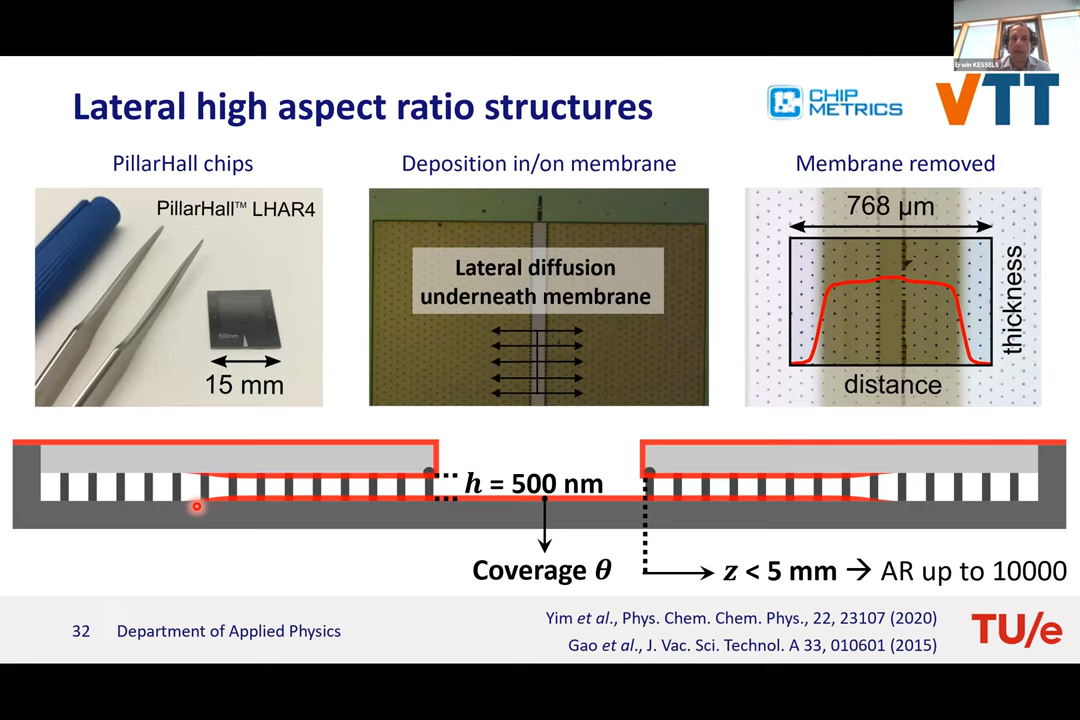 Erwin KESSELS
Lateral high aspect ratio structures
CHIP
METRICS
VTT
PillarHall chips
Deposition in/on membrane
Membrane removed
PillarHall™ LHAR4
500nm
15 mm
Lateral diffusion
underneath membrane
768 µm
thickness
distance
h = 500 nm
Coverage θ
z < 5 mm → AR up to 10000
32
Department of Applied Physics
Yim et al., Phys. Chem. Chem. Phys., 22, 23107 (2020)
Gao et al., J. Vac. Sci. Technol. A 33, 010601 (2015)
TU/e